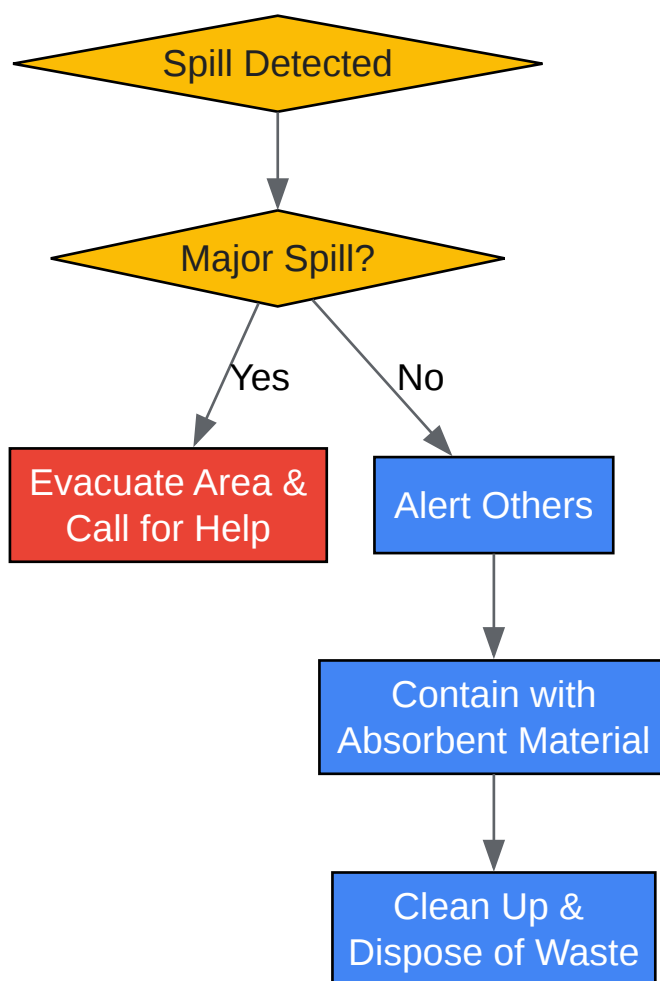 Spill Detected
Major Spill?
Yes
No
Evacuate Area &
Call for Help
Alert Others
Contain with
Absorbent Material
Clean Up &
Dispose of Waste